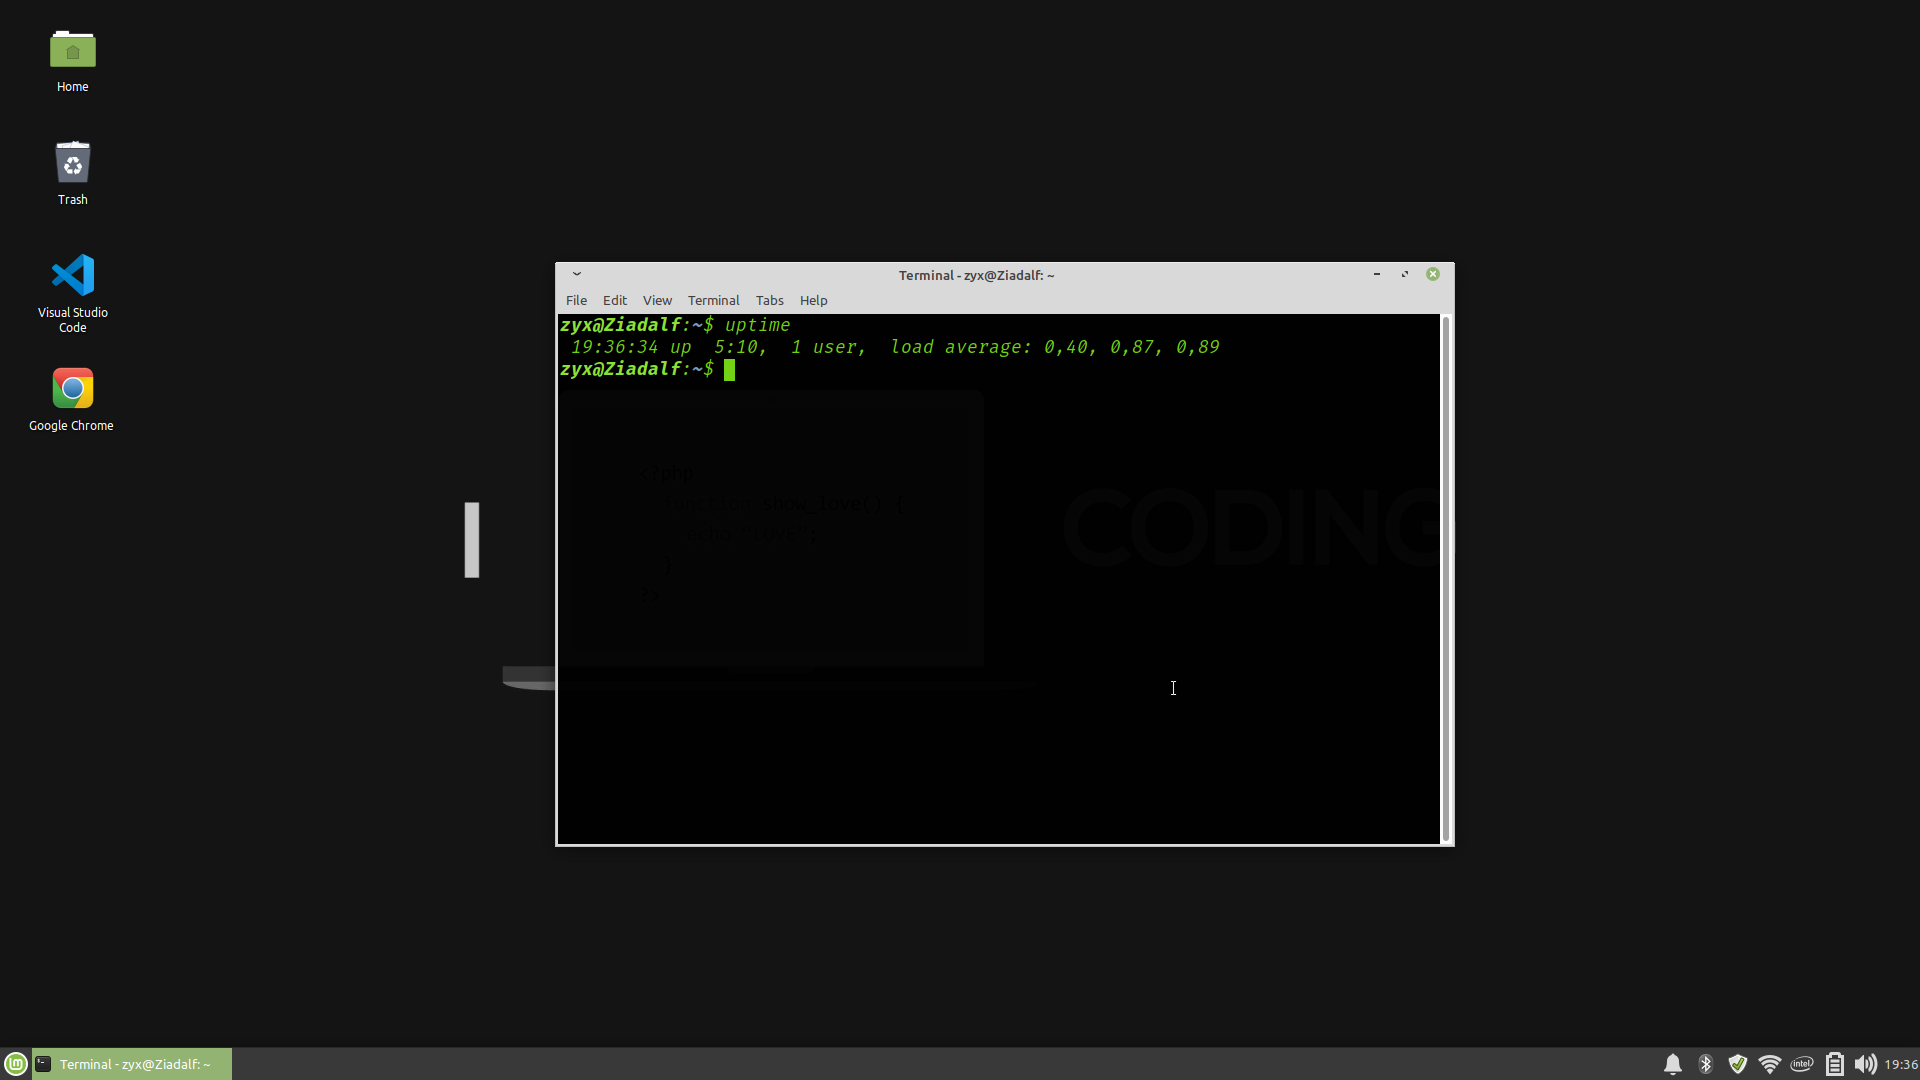 Home
Trash
Visual Studio
Code
Google Chrome
Terminal - zyx@Ziadalf: ~
File Edit View Terminal Tabs Help
zyx@Ziadalf:~$ uptime
19:36:34 up 5:10, 1 user, load average: 0,40, 0,87, 0,89
zyx@Ziadalf:~$
<?php
show_love() {
}
?>
CODING
Terminal - zyx@Ziadalf: ~
intel
19:36